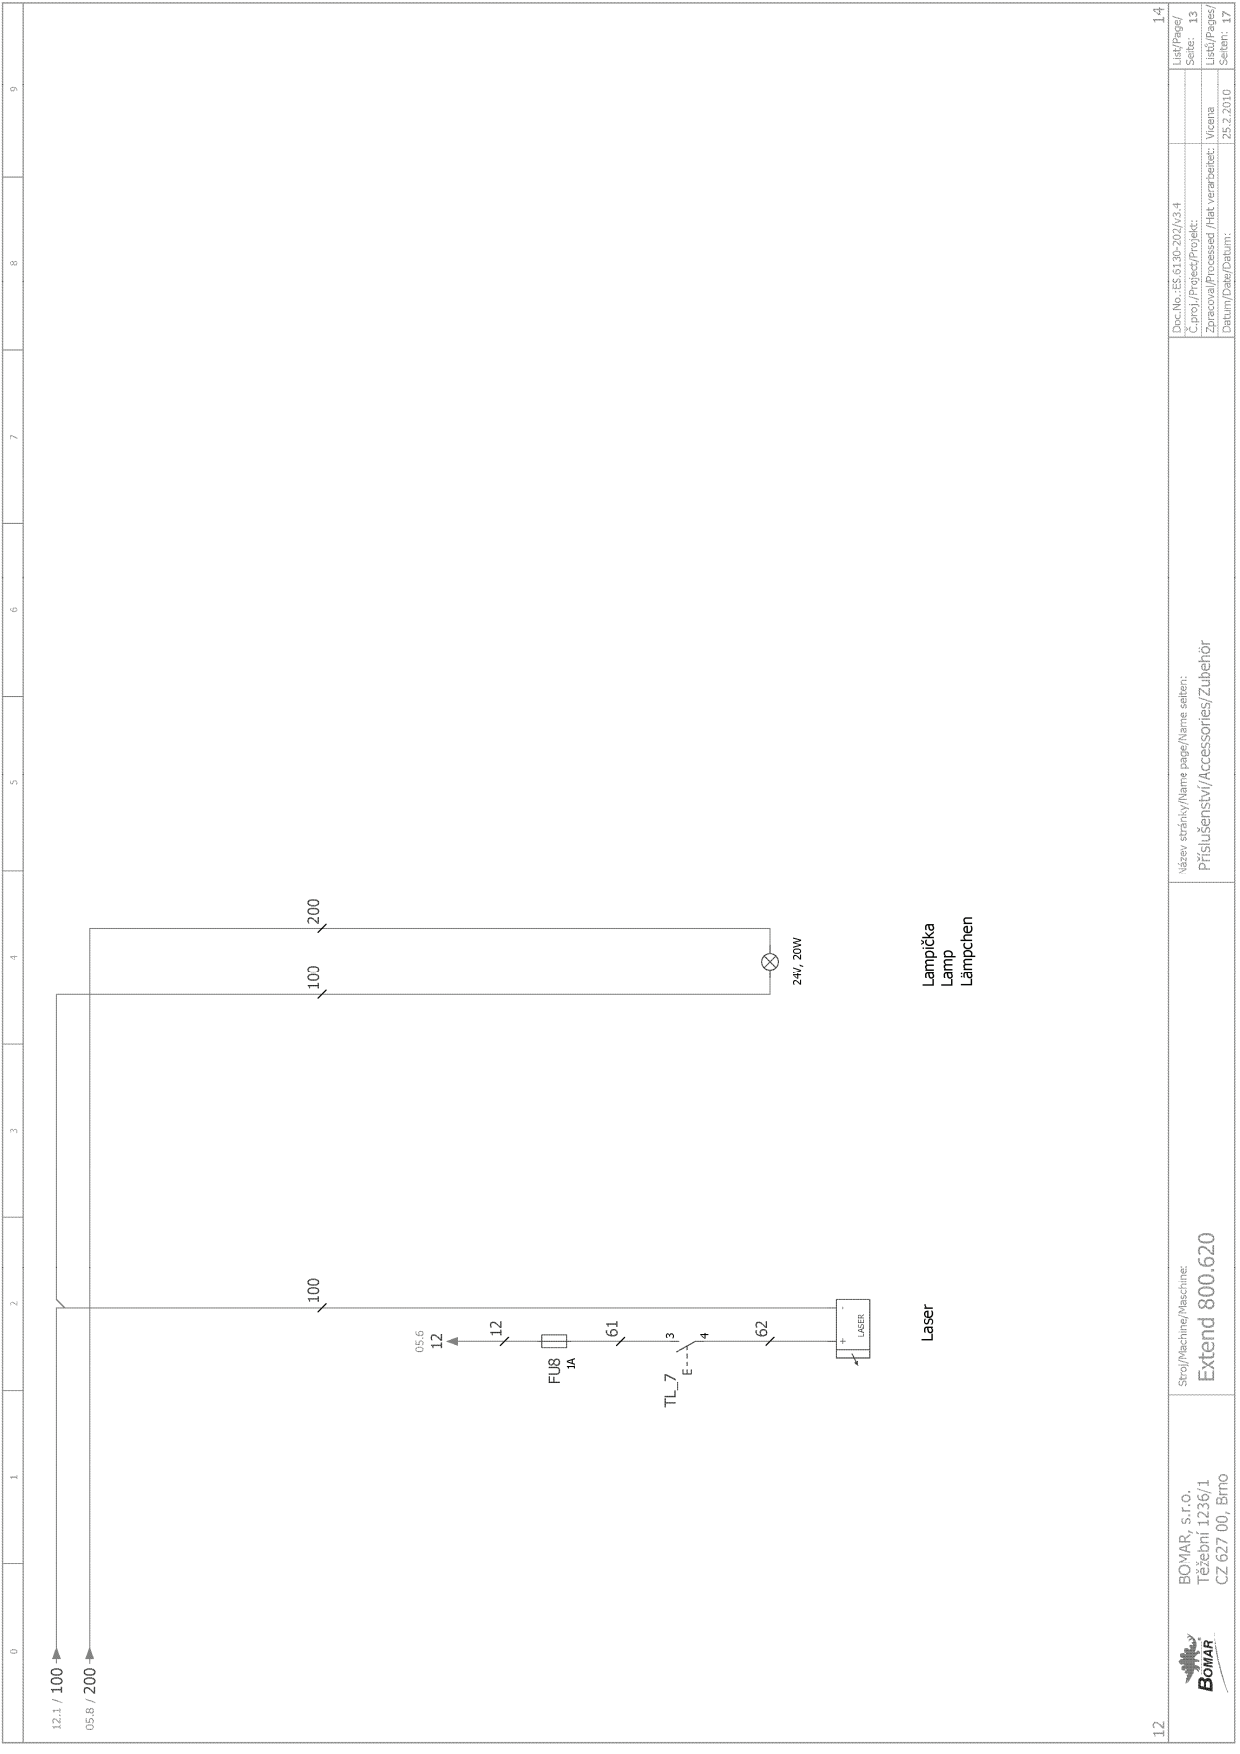 0 1 2 3 4 5 6 7 8 9
12.1 / 100
05.8 / 200
100
100
200
05.6
12
12
FU8
1A
61
TL_7
E
3
4
62
+
-
LASER
24V, 20W
Laser
Lampička
Lamp
Lämpchen
12
14
BOMAR
BOMAR, s.r.o.
Těžební 1236/1
CZ 627 00, Brno
Stroj/Machine/Maschine:
Extend 800.620
Název stránky/Name page/Name seiten:
Příslušenství/Accessories/Zubehör
Doc.No.:ES.6130-202/v3.4
Č.proj./Project/Projekt:
Zpracoval/Processed /Hat verarbeitet: Vicena
Datum/Date/Datum: 25.2.2010
List/Page/
Seite: 13
Listů/Pages/
Seiten: 17